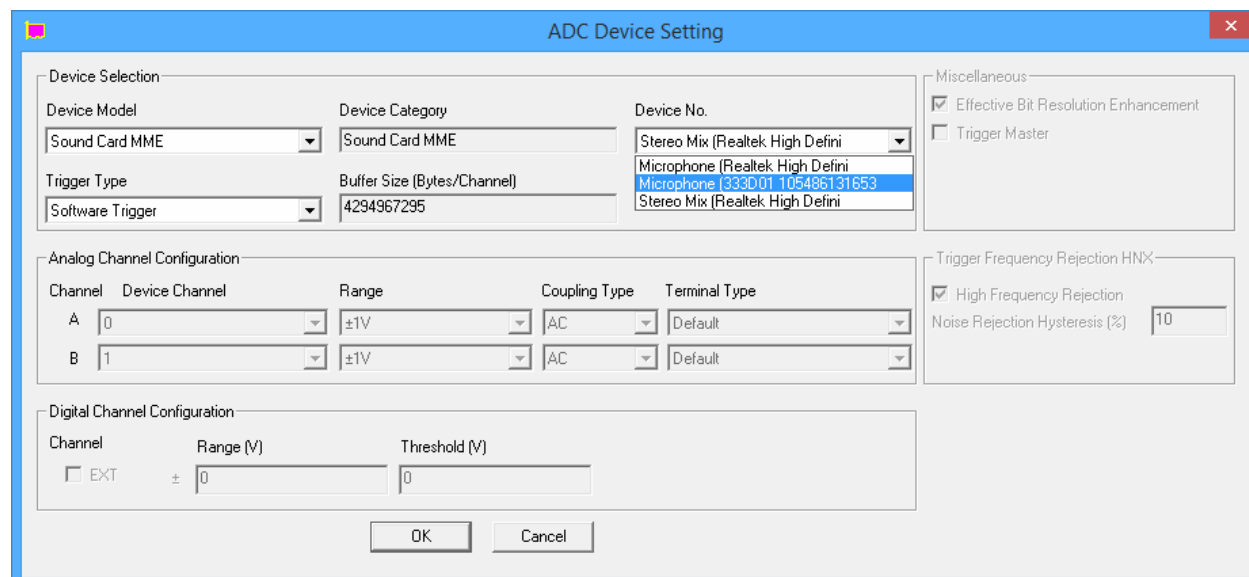 ADC Device Setting
Device Selection
Device Model
Device Category
Device No.
Sound Card MME
Sound Card MME
Stereo Mix (Realtek High Defini
Microphone (Realtek High Defini
Microphone (333D01 105486131653
Stereo Mix (Realtek High Defini
Trigger Type
Buffer Size (Bytes/Channel)
Software Trigger
4294967295
Miscellaneous
Effective Bit Resolution Enhancement
Trigger Master
Analog Channel Configuration
Channel Device Channel Range Coupling Type Terminal Type
A 0 ±1V AC Default
B 1 ±1V AC Default
Trigger Frequency Rejection HNX
High Frequency Rejection
Noise Rejection Hysteresis (%) 10
Digital Channel Configuration
Channel Range (V) Threshold (V)
EXT ± 0 0
OK Cancel